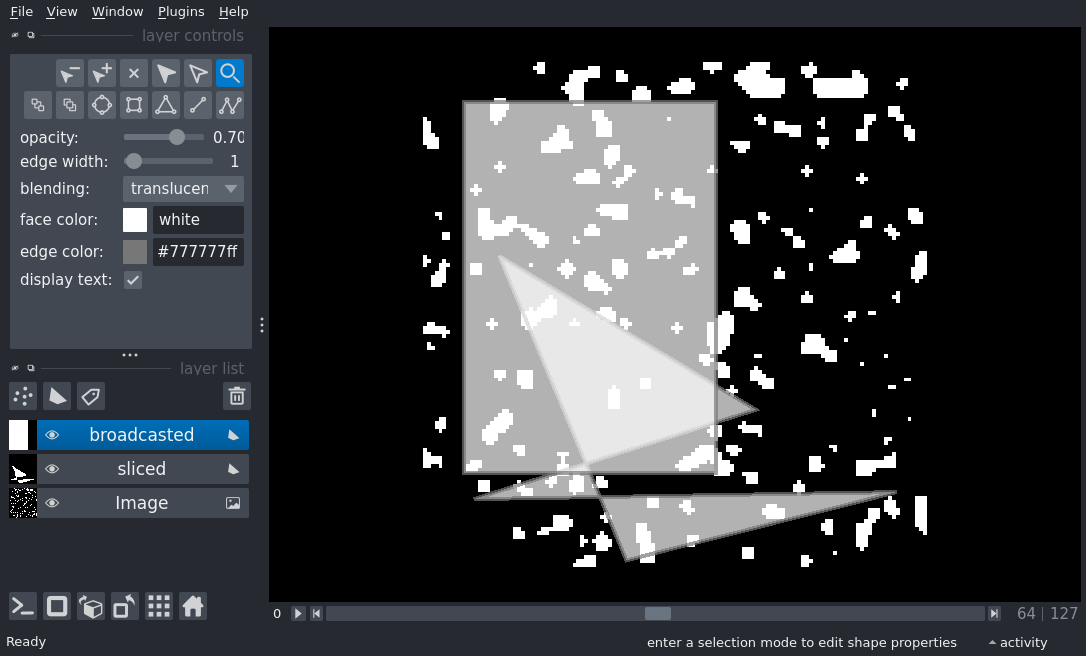 File View Window Plugins Help
layer controls
opacity: 0.70
edge width: 1
blending: translucen
face color: white
edge color: #777777ff
display text:
layer list
broadcasted
sliced
Image
0 64 | 127
Ready enter a selection mode to edit shape properties activity